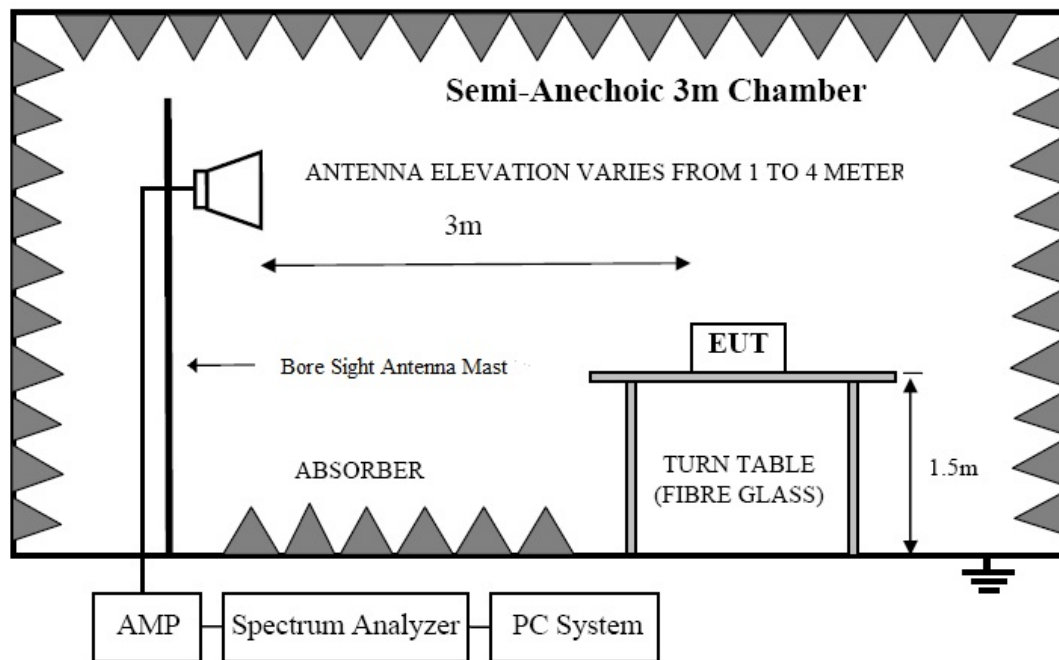 Semi-Anechoic 3m Chamber
ANTENNA ELEVATION VARIES FROM 1 TO 4 METER
3m
EUT
Bore Sight Antenna Mast
1.5m
ABSORBER
TURN TABLE
(FIBRE GLASS)
AMP
Spectrum Analyzer
PC System